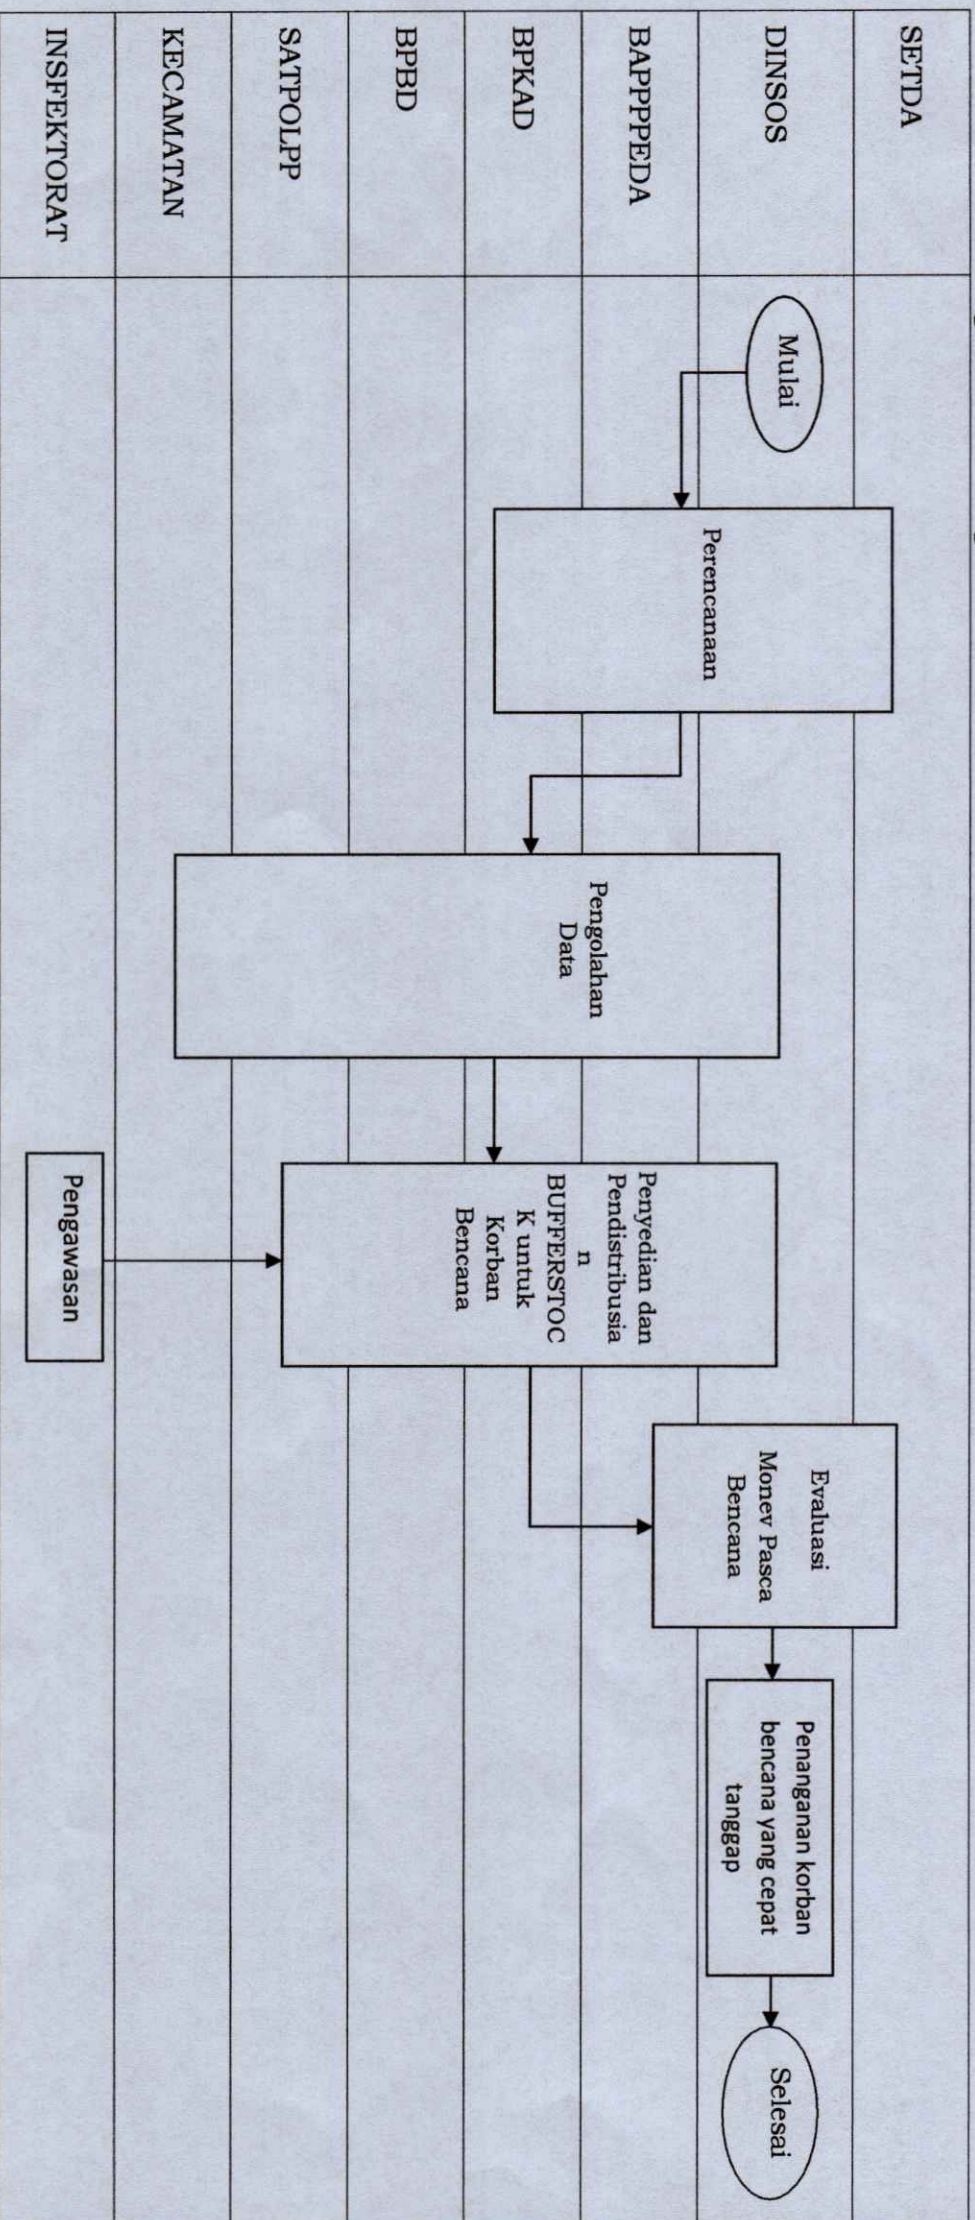 SETDA
DINSOS
BAPPPEDA
BPKAD
BPBD
SATPOLPP
KECAMATAN
INSFEKTORAT
Mulai
Perencanaan
Pengolahan
Data
Penyedian dan
Pendistribusia
n
BUFFERSTOC
K untuk
Korban
Bencana
Pengawasan
Evaluasi
Monev Pasca
Bencana
Penanganan korban
bencana yang cepat
tanggap
Selesai